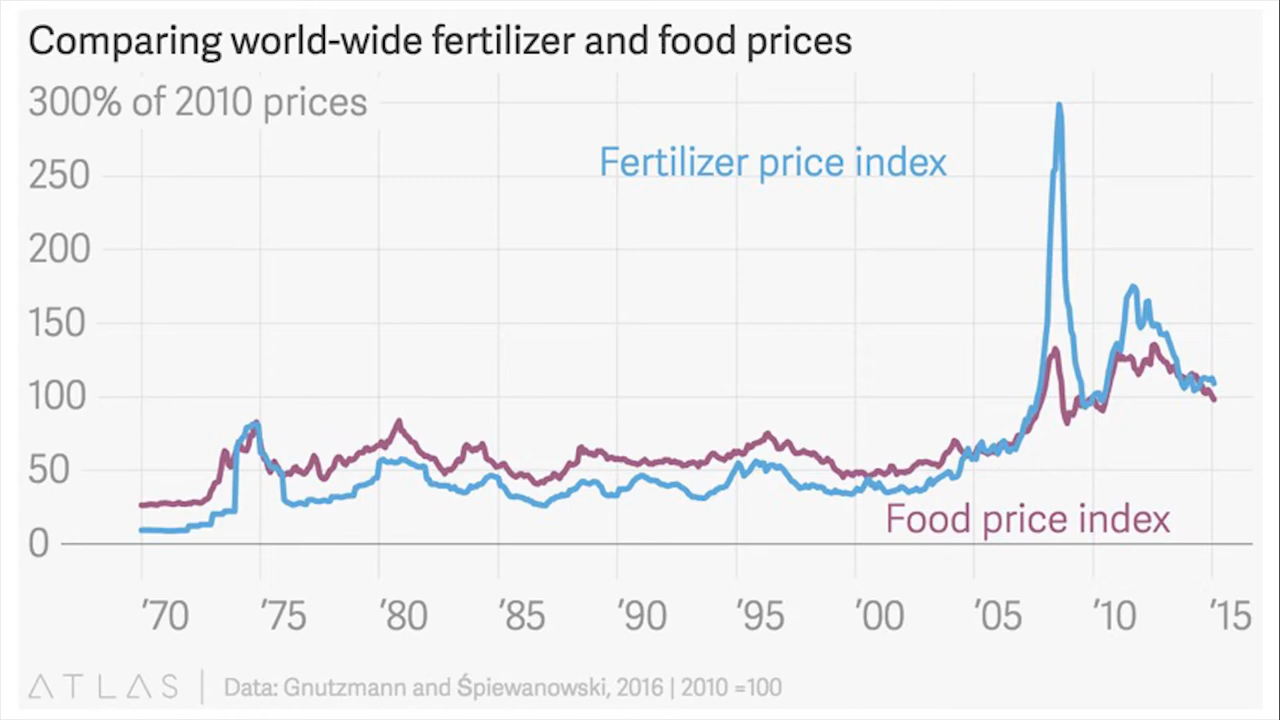 Comparing world-wide fertilizer and food prices
300% of 2010 prices
Fertilizer price index
250
200
150
100
50
Food price index
0
’70 ’75 ’80 ’85 ’90 ’95 ’00 ’05 ’10 ’15
ATLAS | Data: Gnutzmann and Śpiewanowski, 2016 | 2010 =100